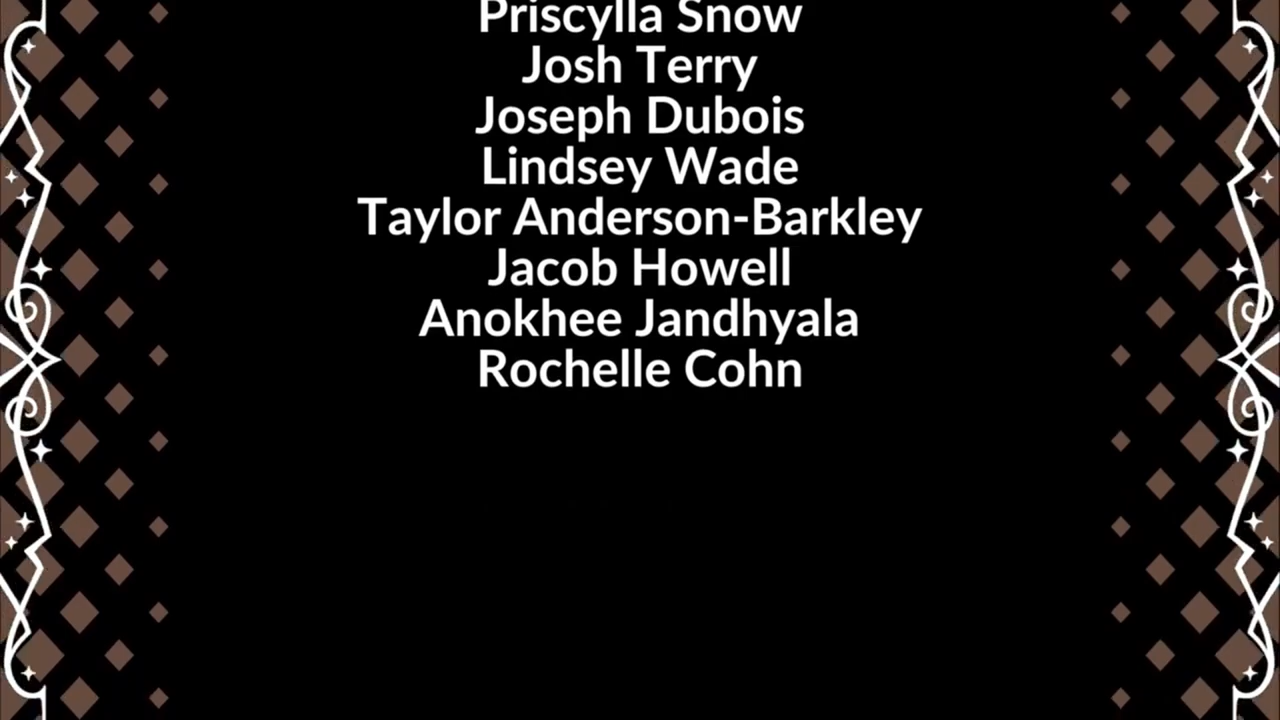 Priscylla Snow
Josh Terry
Joseph Dubois
Lindsey Wade
Taylor Anderson-Barkley
Jacob Howell
Anokhee Jandhyala
Rochelle Cohn